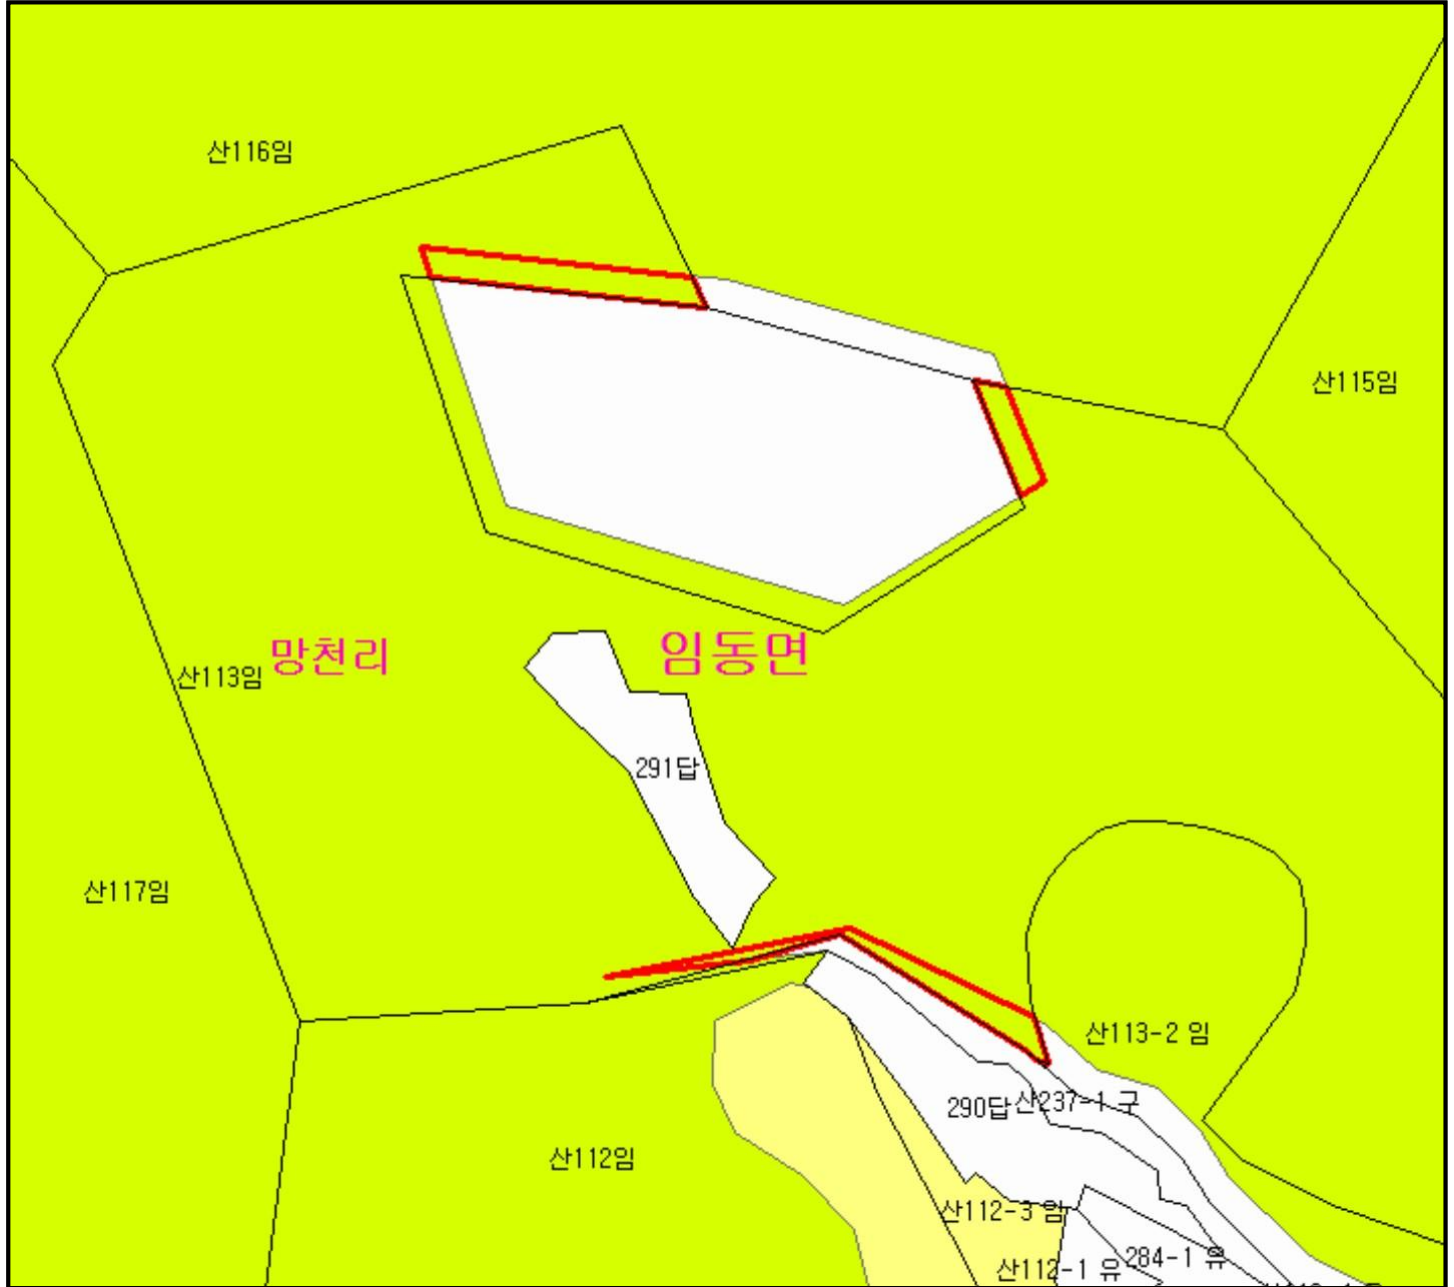 산116임
산115임
망천리
임동면
산113임
291답
산117임
산113-2 임
290답
산237-1 구
산112임
산112-3 임
284-1 유
산112-1 유